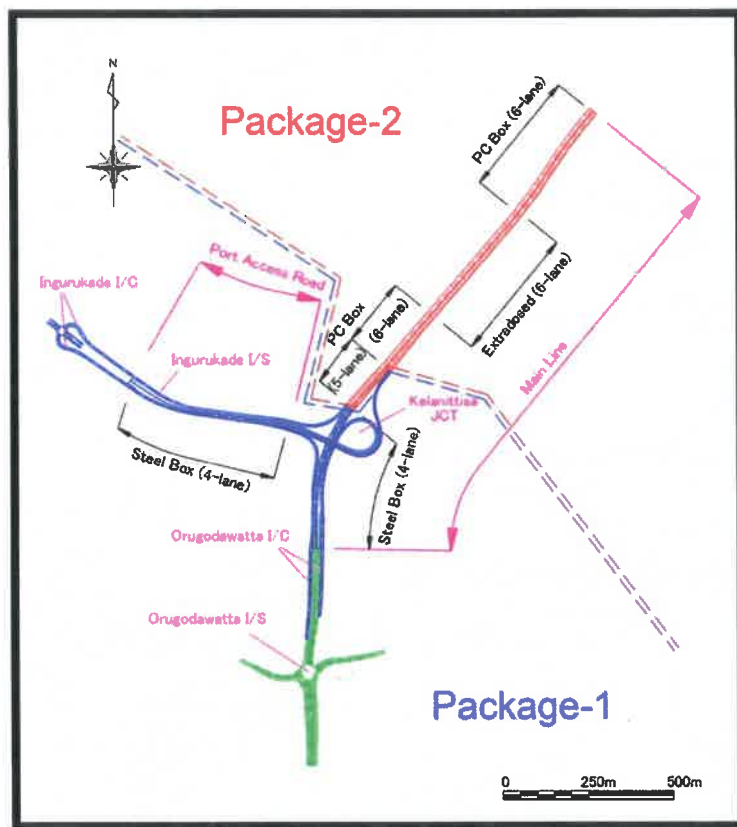 N
Package-2
PC Box (6-lane)
Port Access Road
Ingurukade I/C
PC Box
(6-lane)
(5-lane)
Extradosed (6-lane)
Main Line
Ingurukade I/S
Kelanittisa
JCT
Steel Box (4-lane)
Steel Box (4-lane)
Orugodawatta I/C
Orugodawatta I/S
Package-1
0 250m 500m